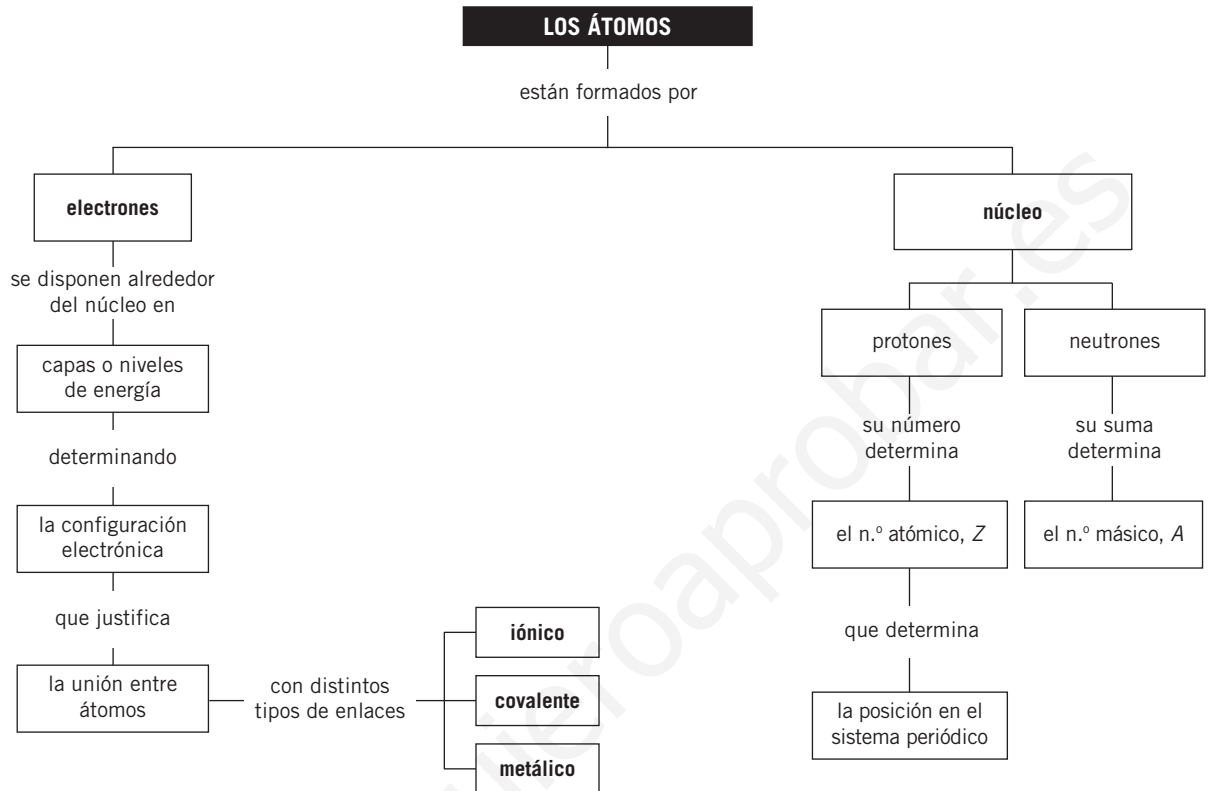 LOS ÁTOMOS
están formados por
electrones
núcleo
se disponen alrededor
del núcleo en
protones
neutrones
capas o niveles
de energía
su número
determina
su suma
determina
determinando
la configuración
electrónica
el n.º atómico, Z
el n.º másico, A
que justifica
que determina
la unión entre
átomos
con distintos
tipos de enlaces
iónico
covalente
metálico
la posición en el
sistema periódico
jieroaprobar.es